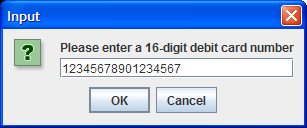 Input
?
Please enter a 16-digit debit card number
12345678901234567
OK Cancel